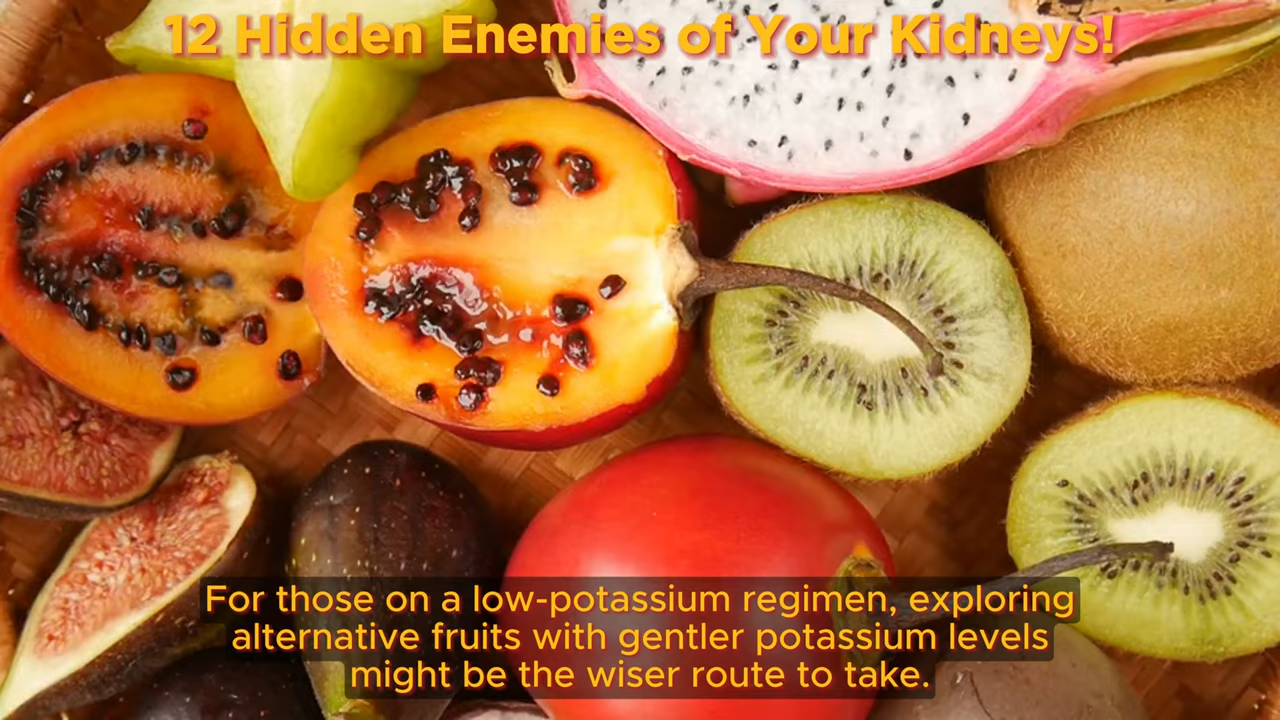 12 Hidden Enemies of Your Kidneys!
For those on a low-potassium regimen, exploring
alternative fruits with gentler potassium levels
might be the wiser route to take.